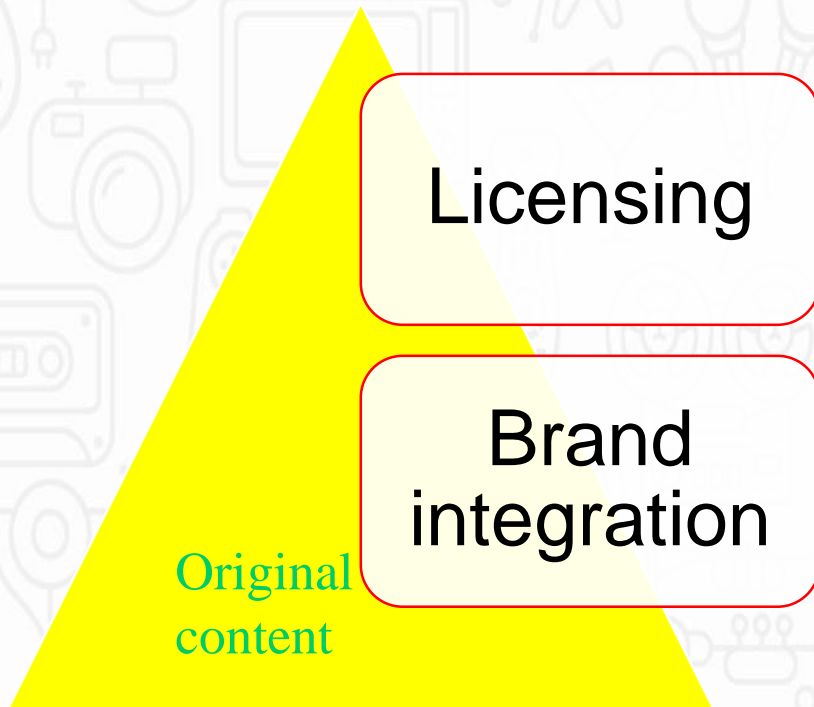 Licensing
Brand
integration
Original
content